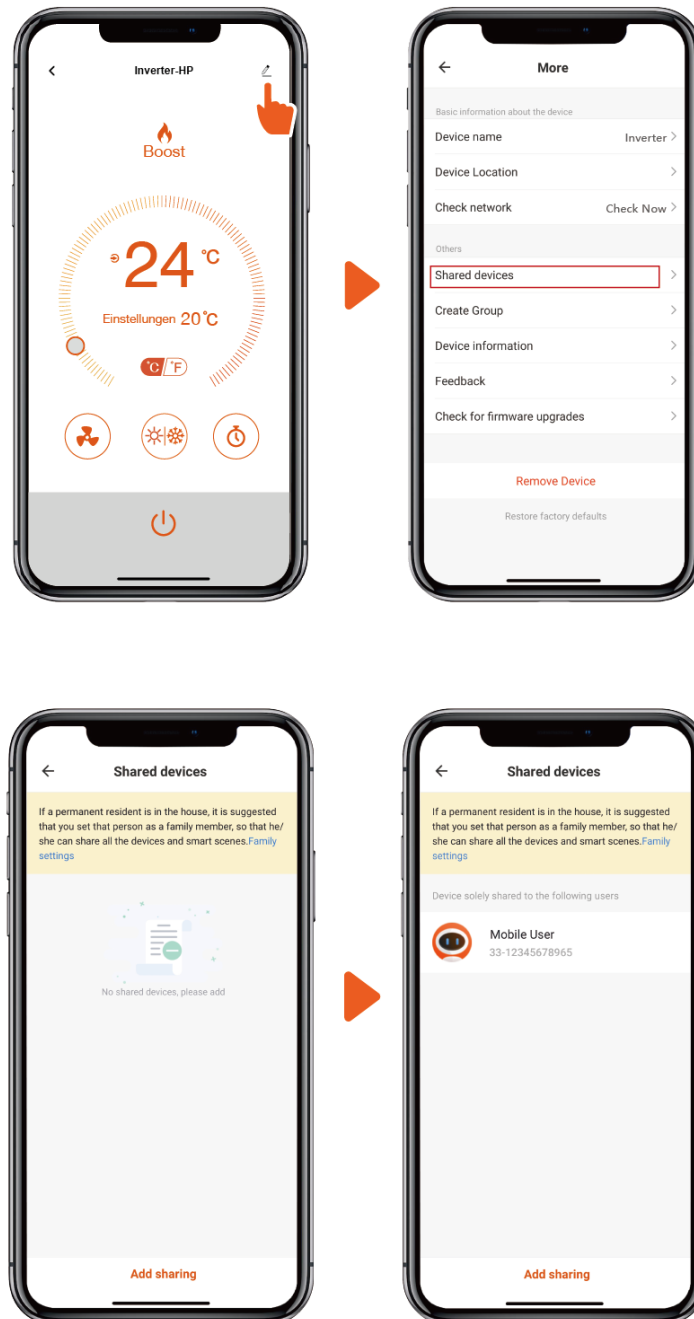 Inverter-HP
Boost
24 °C
Einstellungen 20°C
°C/°F
More
Basic information about the device
Device name Inverter
Device Location
Check network Check Now
Others
Shared devices
Create Group
Device information
Feedback
Check for firmware upgrades
Remove Device
Restore factory defaults
Shared devices
If a permanent resident is in the house, it is suggested
that you set that person as a family member, so that he/
she can share all the devices and smart scenes.Family
settings
No shared devices, please add
Add sharing
Shared devices
If a permanent resident is in the house, it is suggested
that you set that person as a family member, so that he/
she can share all the devices and smart scenes.Family
settings
Device solely shared to the following users
Mobile User
33-12345678965
Add sharing